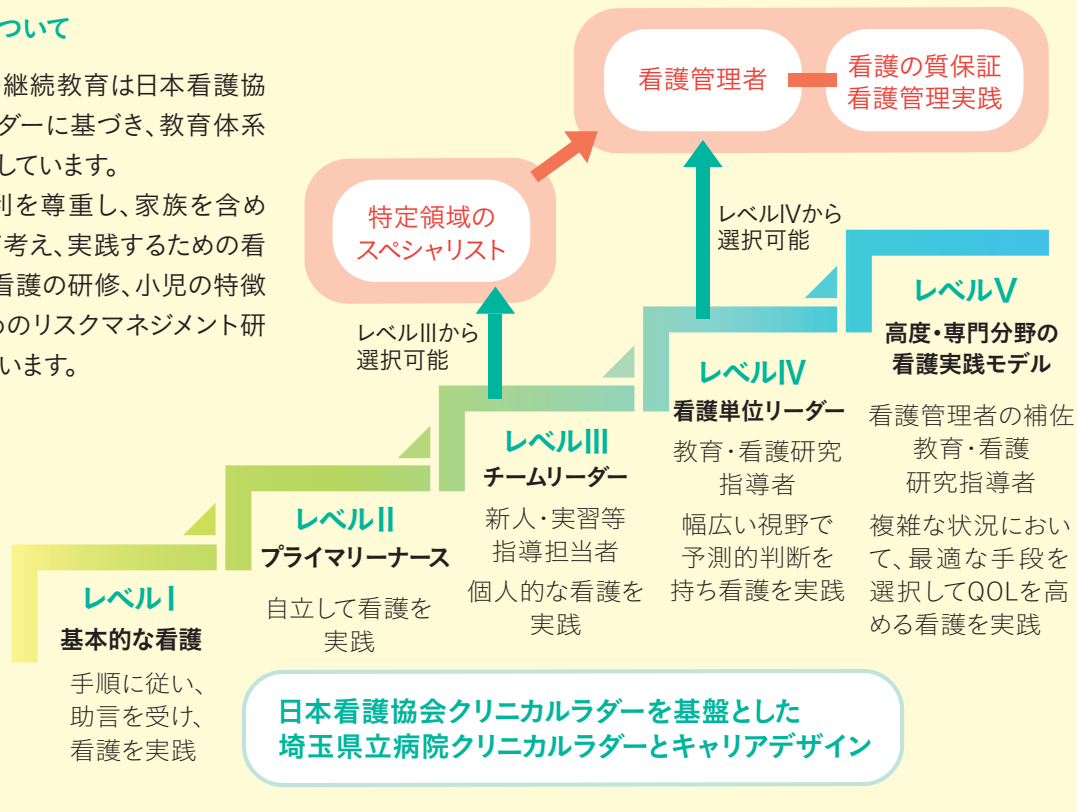 ついて
継続教育は日本看護協
ダーに基づき、教育体系
しています。
利を尊重し、家族を含め
て考え、実践するための看
看護の研修、小児の特徴
めのリスクマネジメント研
います。
看護管理者
看護の質保証
看護管理実践
特定領域の
スペシャリスト
レベルⅢから
選択可能
レベルⅣから
選択可能
レベルⅠ
基本的な看護
手順に従い、
助言を受け、
看護を実践
レベルⅡ
プライマリーナース
自立して看護を
実践
レベルⅢ
チームリーダー
新人・実習等
指導担当者
個人的な看護を
実践
レベルⅣ
看護単位リーダー
教育・看護研究
指導者
幅広い視野で
予測的判断を
持ち看護を実践
レベルⅤ
高度・専門分野の
看護実践モデル
看護管理者の補佐
教育・看護
研究指導者
複雑な状況におい
て、最適な手段を
選択してQOLを高
める看護を実践
日本看護協会クリニカルラダーを基盤とした
埼玉県立病院クリニカルラダーとキャリアデザイン